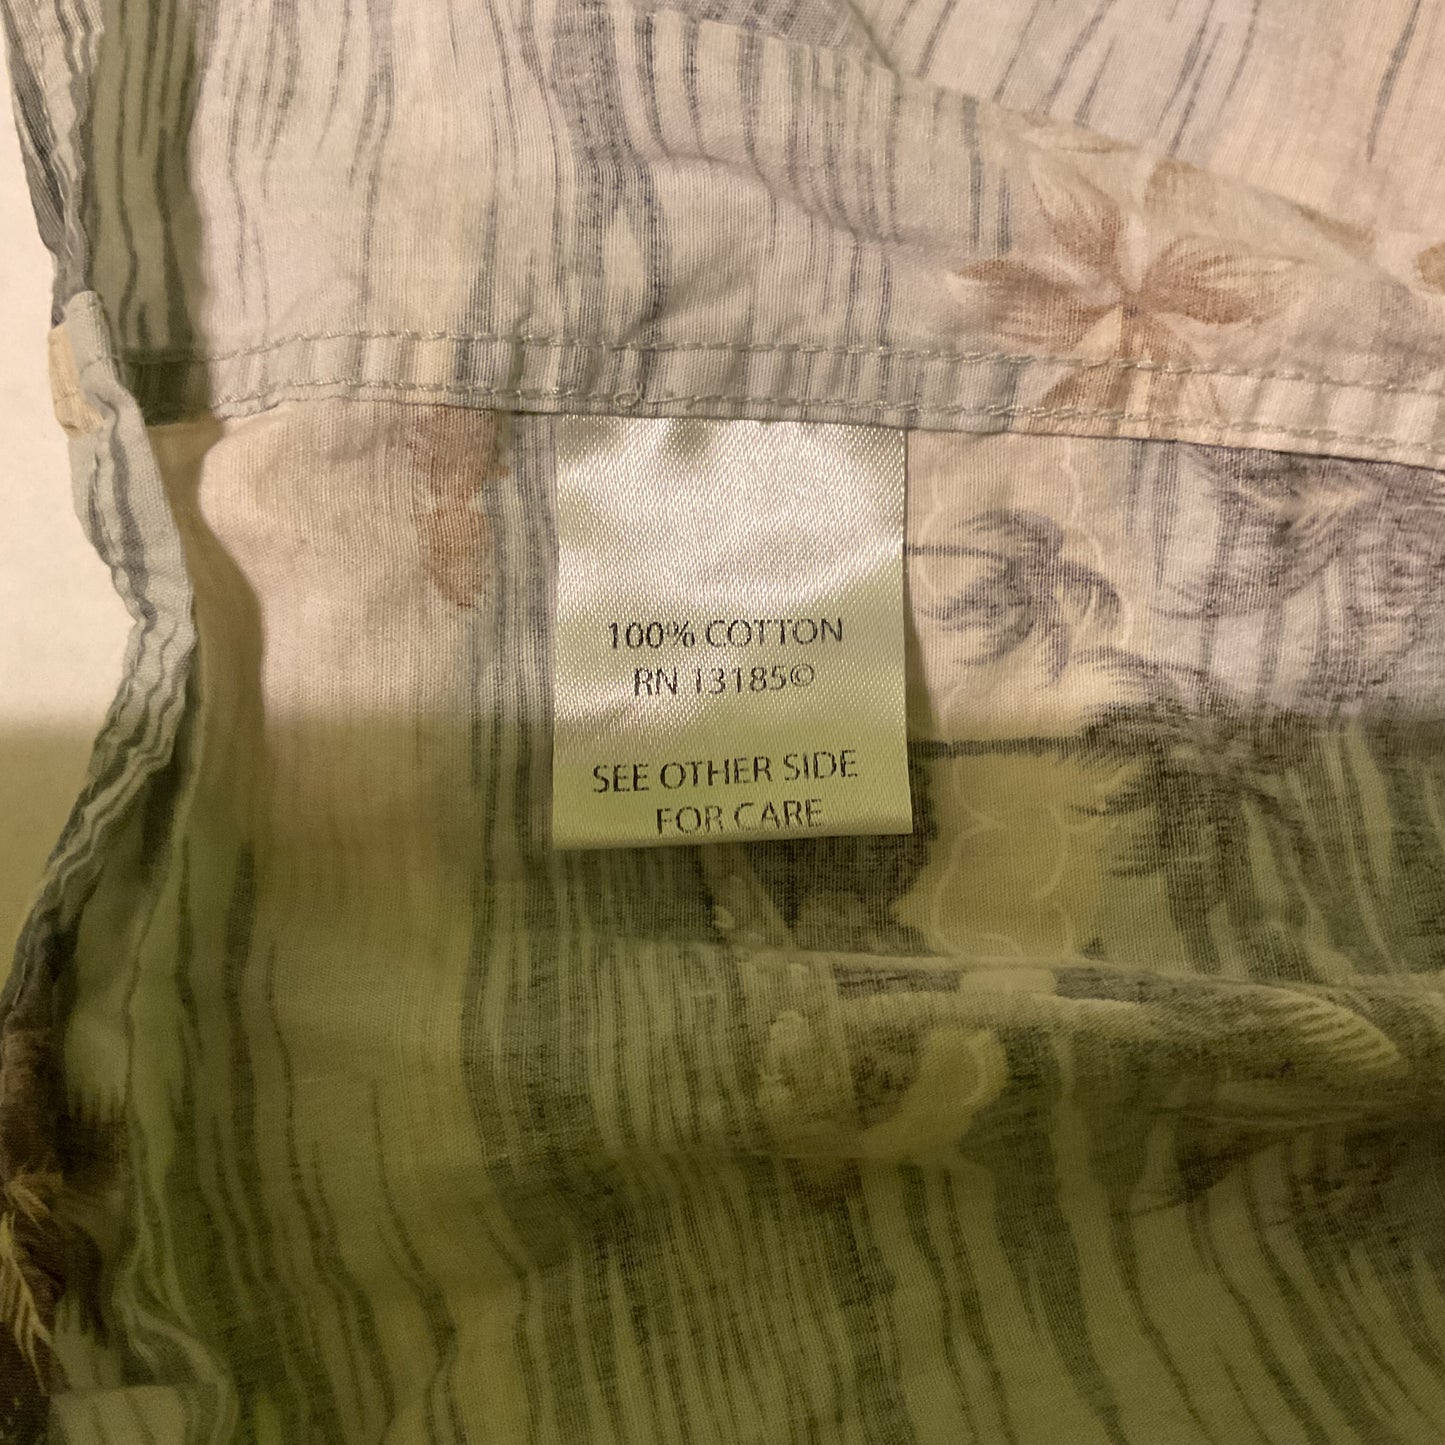 100% COTTON
RN 13185©
SEE OTHER SIDE
FOR CARE